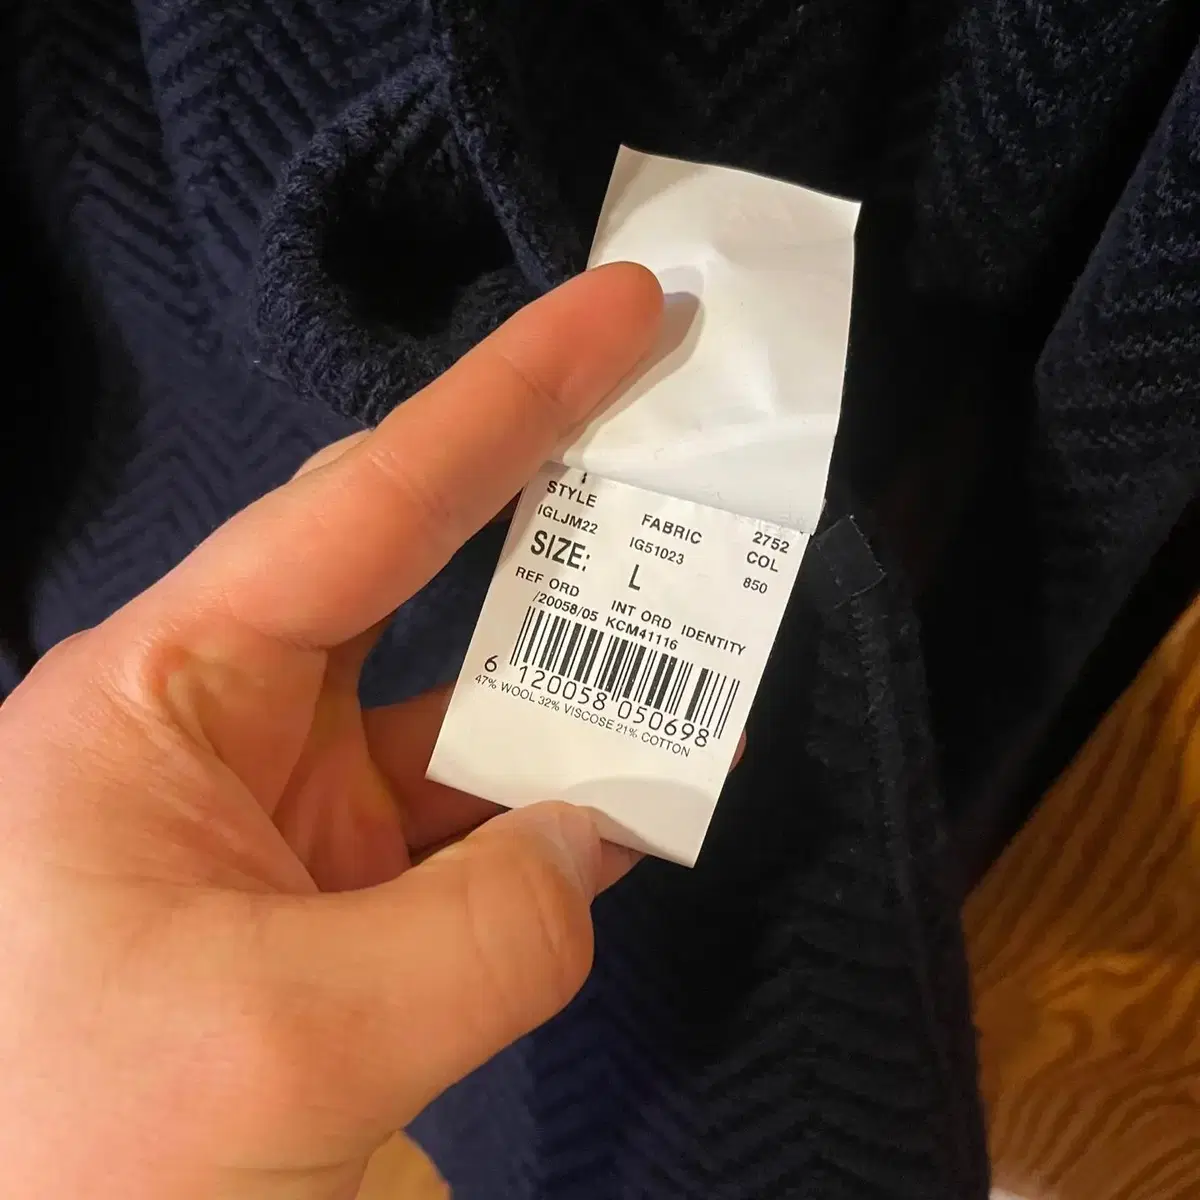 STYLE FABRIC 2752
IGLJM22 IG51023 COL
SIZE: L 850
REF ORD INT ORD IDENTITY
/20058/05 KCM41116
6 120058 050698
47% WOOL 32% VISCOSE 21% COTTON